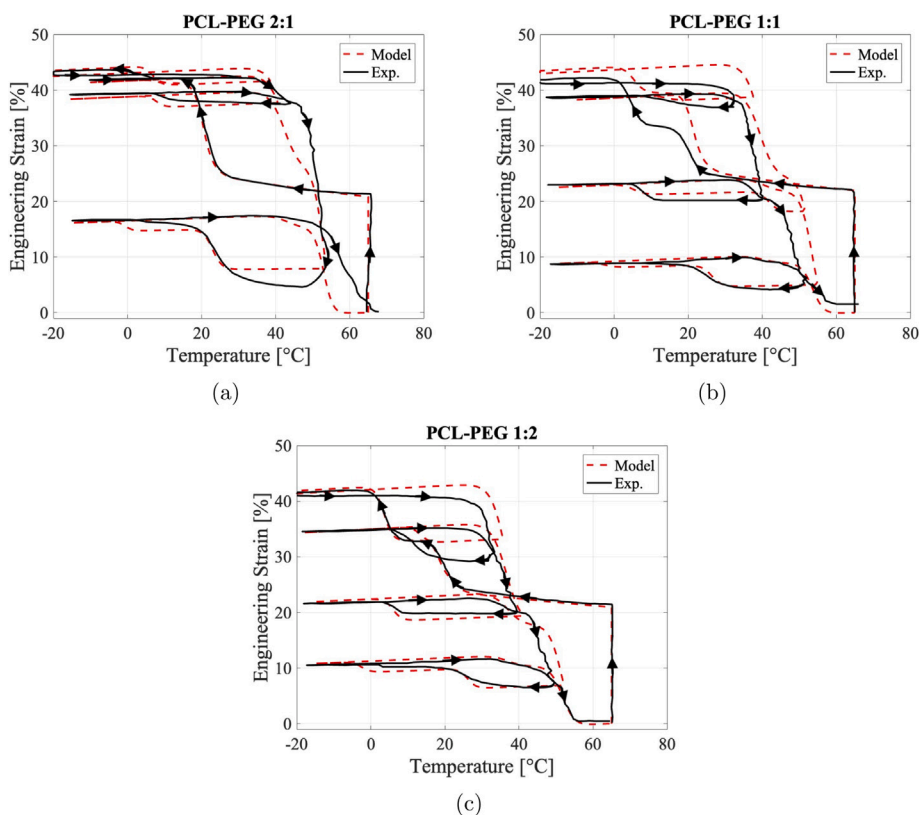 PCL-PEG 2:1
50
40
30
20
10
0
Engineering Strain [%]
-20 0 20 40 60 80
Temperature [°C]
Model
Exp.
(a)
PCL-PEG 1:1
50
40
30
20
10
0
Engineering Strain [%]
-20 0 20 40 60 80
Temperature [°C]
Model
Exp.
(b)
PCL-PEG 1:2
50
40
30
20
10
0
Engineering Strain [%]
-20 0 20 40 60 80
Temperature [°C]
Model
Exp.
(c)